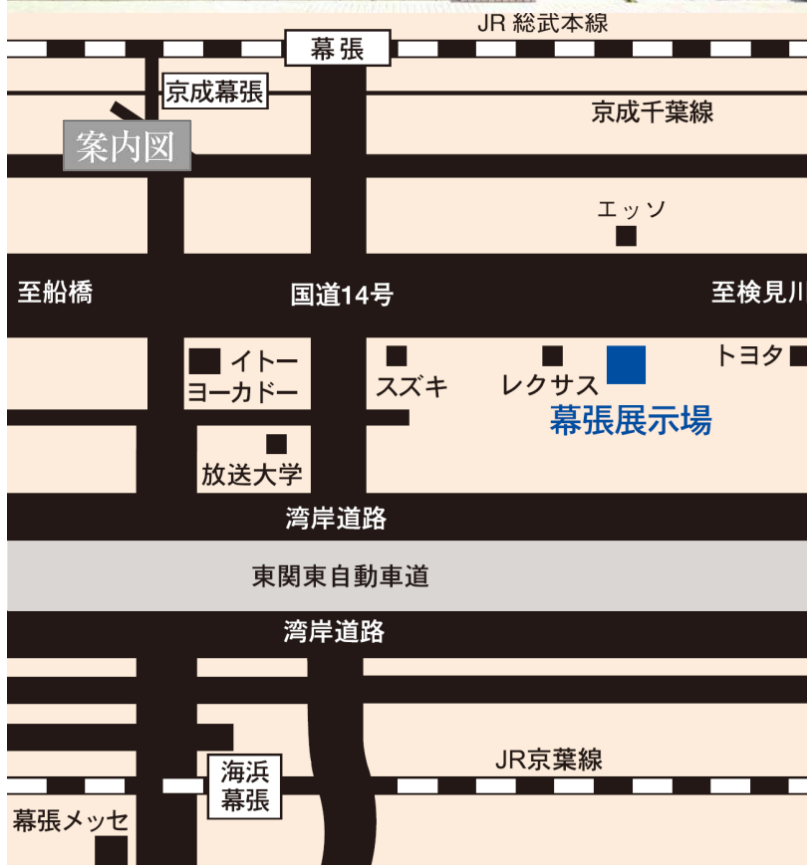 JR 総武本線
幕張
京成幕張
京成千葉線
案内図
エッソ
至船橋
国道14号
至検見川
イトー
ヨーカドー
スズキ
レクサス
トヨタ
幕張展示場
放送大学
湾岸道路
東関東自動車道
湾岸道路
JR京葉線
海浜
幕張
幕張メッセ